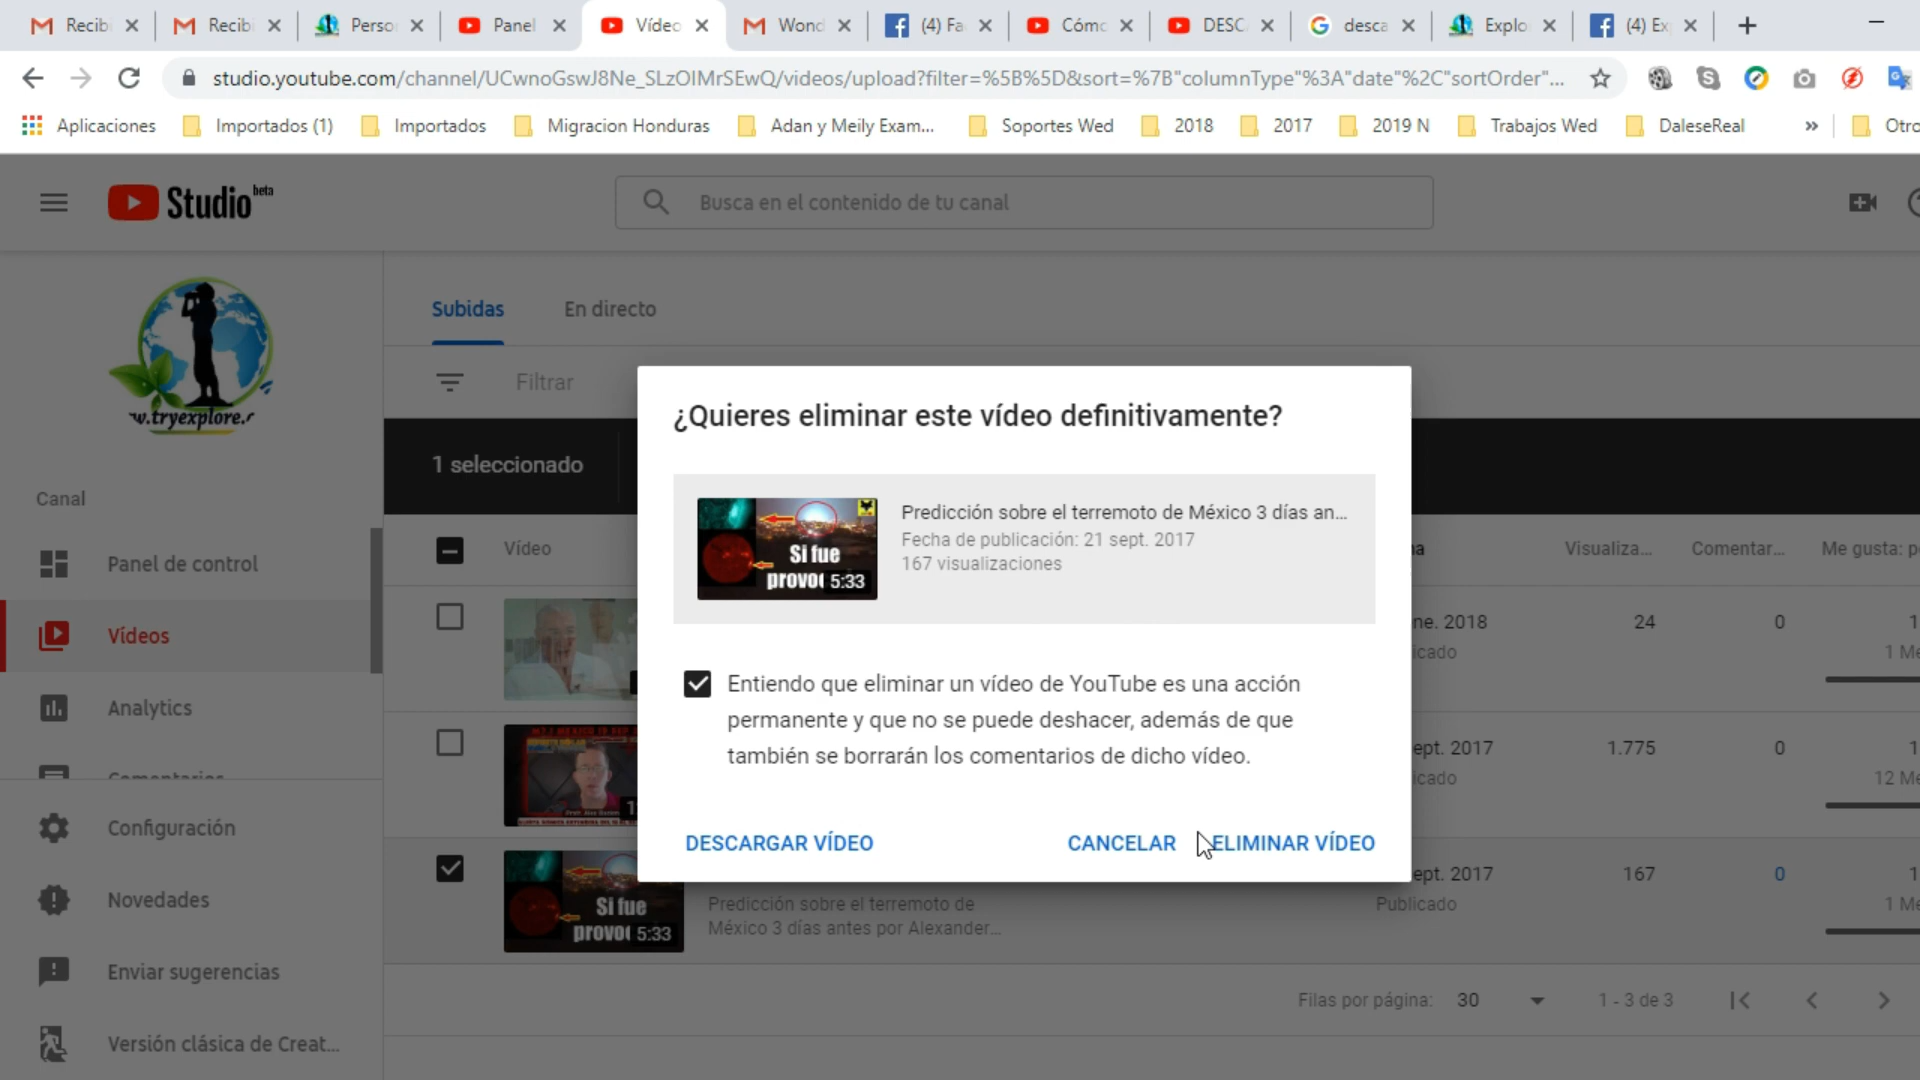 Recibi
Recibi
Perso
Panel
Vídeo
Wond
(4) Fa
Cómo
DESC
desca
Explo
(4) Ex
studio.youtube.com/channel/UCwnoGswJ8Ne_SLzOIMrSEwQ/videos/upload?filter=%5B%5D&sort=%7B"columnType"%3A"date"%2C"sortOrder"...
Aplicaciones
Importados (1)
Importados
Migracion Honduras
Adan y Meily Exam...
Soportes Wed
2018
2017
2019 N
Trabajos Wed
DaleseReal
»
Otro
Studio beta
Busca en el contenido de tu canal
w.tryexplore.
Subidas
En directo
Filtrar
1 seleccionado
Canal
Panel de control
Vídeos
Analytics
Comentarios
Configuración
Novedades
Enviar sugerencias
Versión clásica de Creat...
Vídeo
Visualiza...
Comentar...
Me gusta: p
ne. 2018
icado
24
0
1 Me
ept. 2017
icado
1.775
0
12 Me
Si fue
provo
5:33
Predicción sobre el terremoto de
México 3 días antes por Alexander...
ept. 2017
Publicado
167
0
1 Me
Filas por página:
30
1 - 3 de 3
¿Quieres eliminar este vídeo definitivamente?
Si fue
provo
5:33
Predicción sobre el terremoto de México 3 días an...
Fecha de publicación: 21 sept. 2017
167 visualizaciones
Entiendo que eliminar un vídeo de YouTube es una acción
permanente y que no se puede deshacer, además de que
también se borrarán los comentarios de dicho vídeo.
DESCARGAR VÍDEO
CANCELAR
ELIMINAR VÍDEO